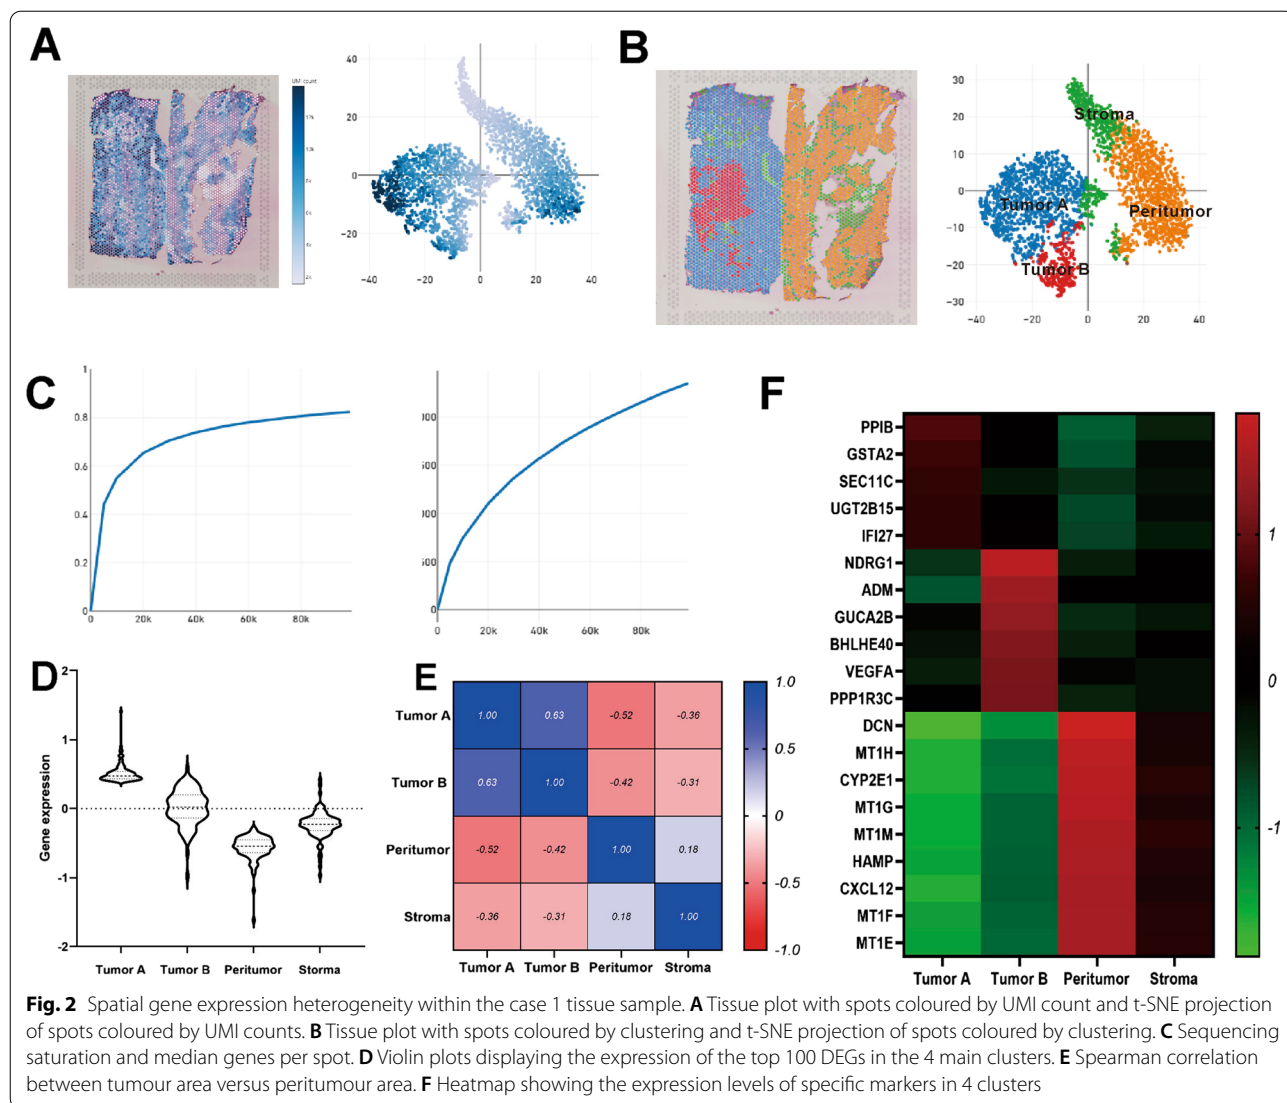 A
UMI count
40
20
0
−20
−40
−20
0
20
40
B
30
20
10
0
−10
−20
−30
−40
−20
0
20
40
Stroma
Tumor A
Peritumor
Tumor B
C
1
0.8
0.6
0.4
0.2
0
0
20k
40k
60k
80k
0
0
20k
40k
60k
80k
D
Gene expression
2
1
0
-1
-2
Tumor A
Tumor B
Peritumor
Storma
E
Tumor A
1.00 0.63 -0.52 -0.36
Tumor B
0.63 1.00 -0.42 -0.31
Peritumor
-0.52 -0.42 1.00 0.18
Stroma
-0.36 -0.31 0.18 1.00
Tumor A Tumor B Peritumor Stroma
1.0
0.5
0
-0.5
-1.0
F
PPIB
GSTA2
SEC11C
UGT2B15
IFI27
NDRG1
ADM
GUCA2B
BHLHE40
VEGFA
PPP1R3C
DCN
MT1H
CYP2E1
MT1G
MT1M
HAMP
CXCL12
MT1F
MT1E
Tumor A Tumor B Peritumor Stroma
1
0
-1
Fig. 2 Spatial gene expression heterogeneity within the case 1 tissue sample. A Tissue plot with spots coloured by UMI count and t-SNE projection
of spots coloured by UMI counts. B Tissue plot with spots coloured by clustering and t-SNE projection of spots coloured by clustering. C Sequencing
saturation and median genes per spot. D Violin plots displaying the expression of the top 100 DEGs in the 4 main clusters. E Spearman correlation
between tumour area versus peritumour area. F Heatmap showing the expression levels of specific markers in 4 clusters